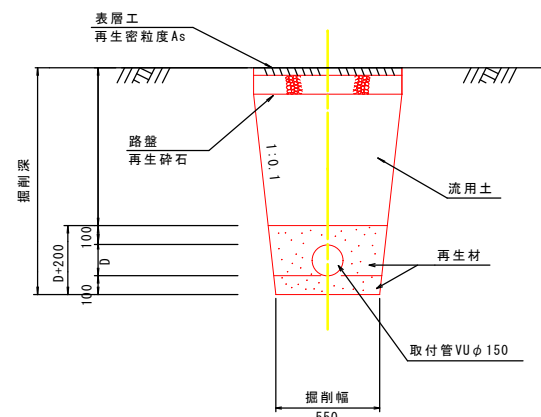 表層工
再生密粒度As
路盤
再生砕石
1:0.1
掘削深
流用土
D+200
100
D
100
再生材
取付管VUφ150
掘削幅
550